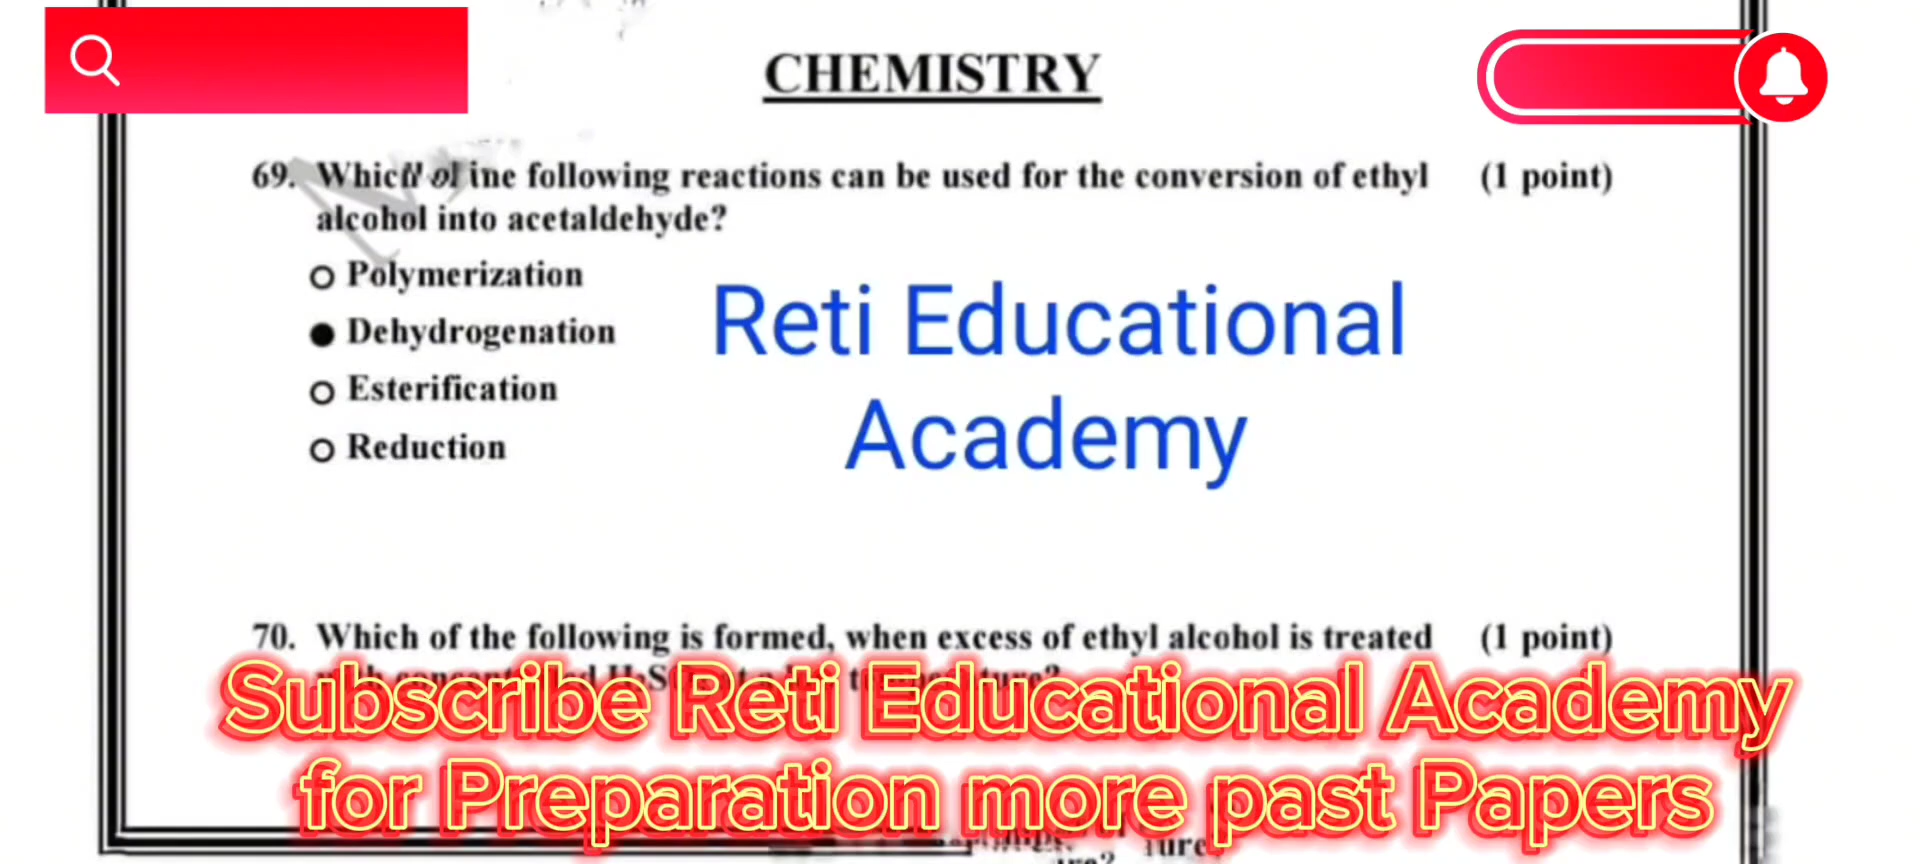 CHEMISTRY
69. Which of the following reactions can be used for the conversion of ethyl (1 point)
alcohol into acetaldehyde?
Polymerization
Dehydrogenation
Esterification
Reduction
Reti Educational
Academy
70. Which of the following is formed, when excess of ethyl alcohol is treated (1 point)
Subscribe Reti Educational Academy
for Preparation more past Papers